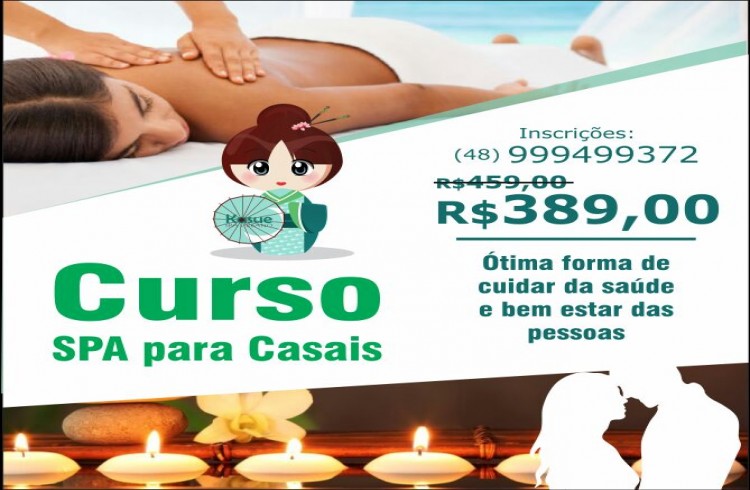 Inscrições:
(48) 999499372
R$459,00
R$389,00
Ótima forma de
cuidar da saúde
e bem estar das
pessoas
Kosue
Curso
SPA para Casais